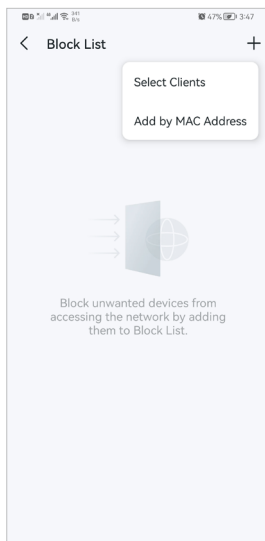 341 B/s 47% 3:47
Block List
Select Clients
Add by MAC Address
Block unwanted devices from
accessing the network by adding
them to Block List.